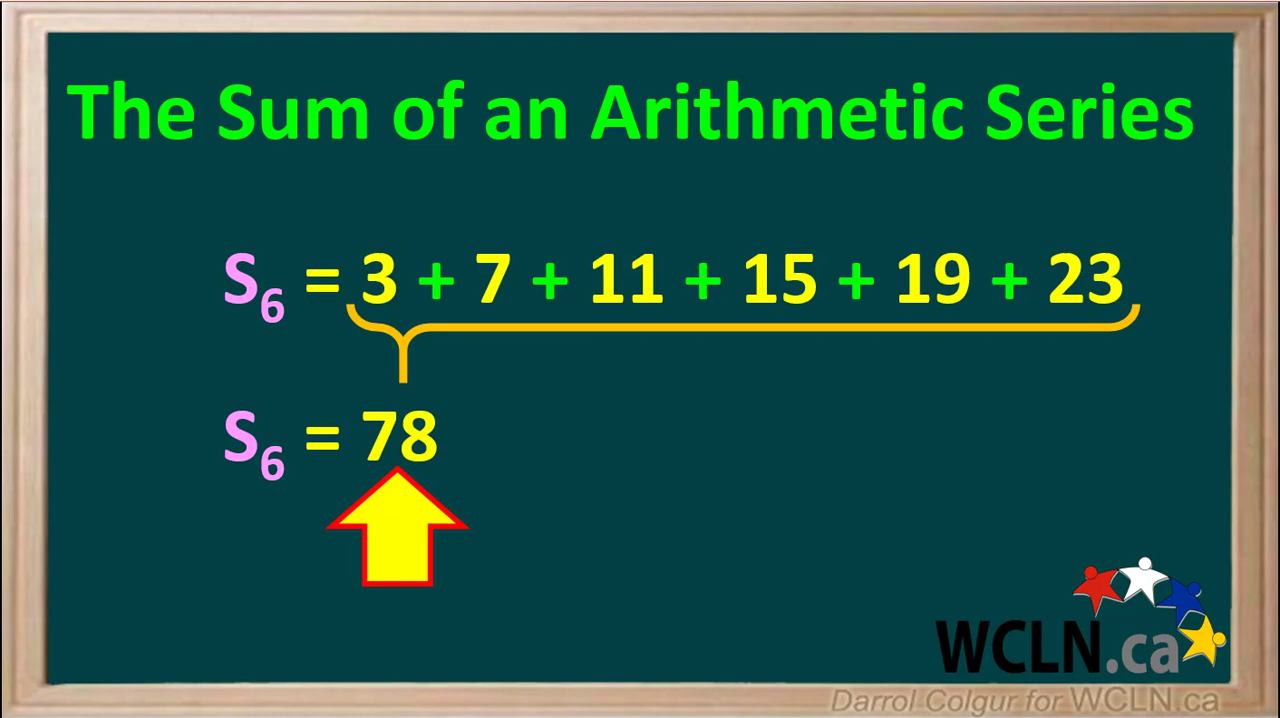 The Sum of an Arithmetic Series
S₆ = 3 + 7 + 11 + 15 + 19 + 23
S₆ = 78
WCLN.ca
Darrol Colgur for WCLN.ca